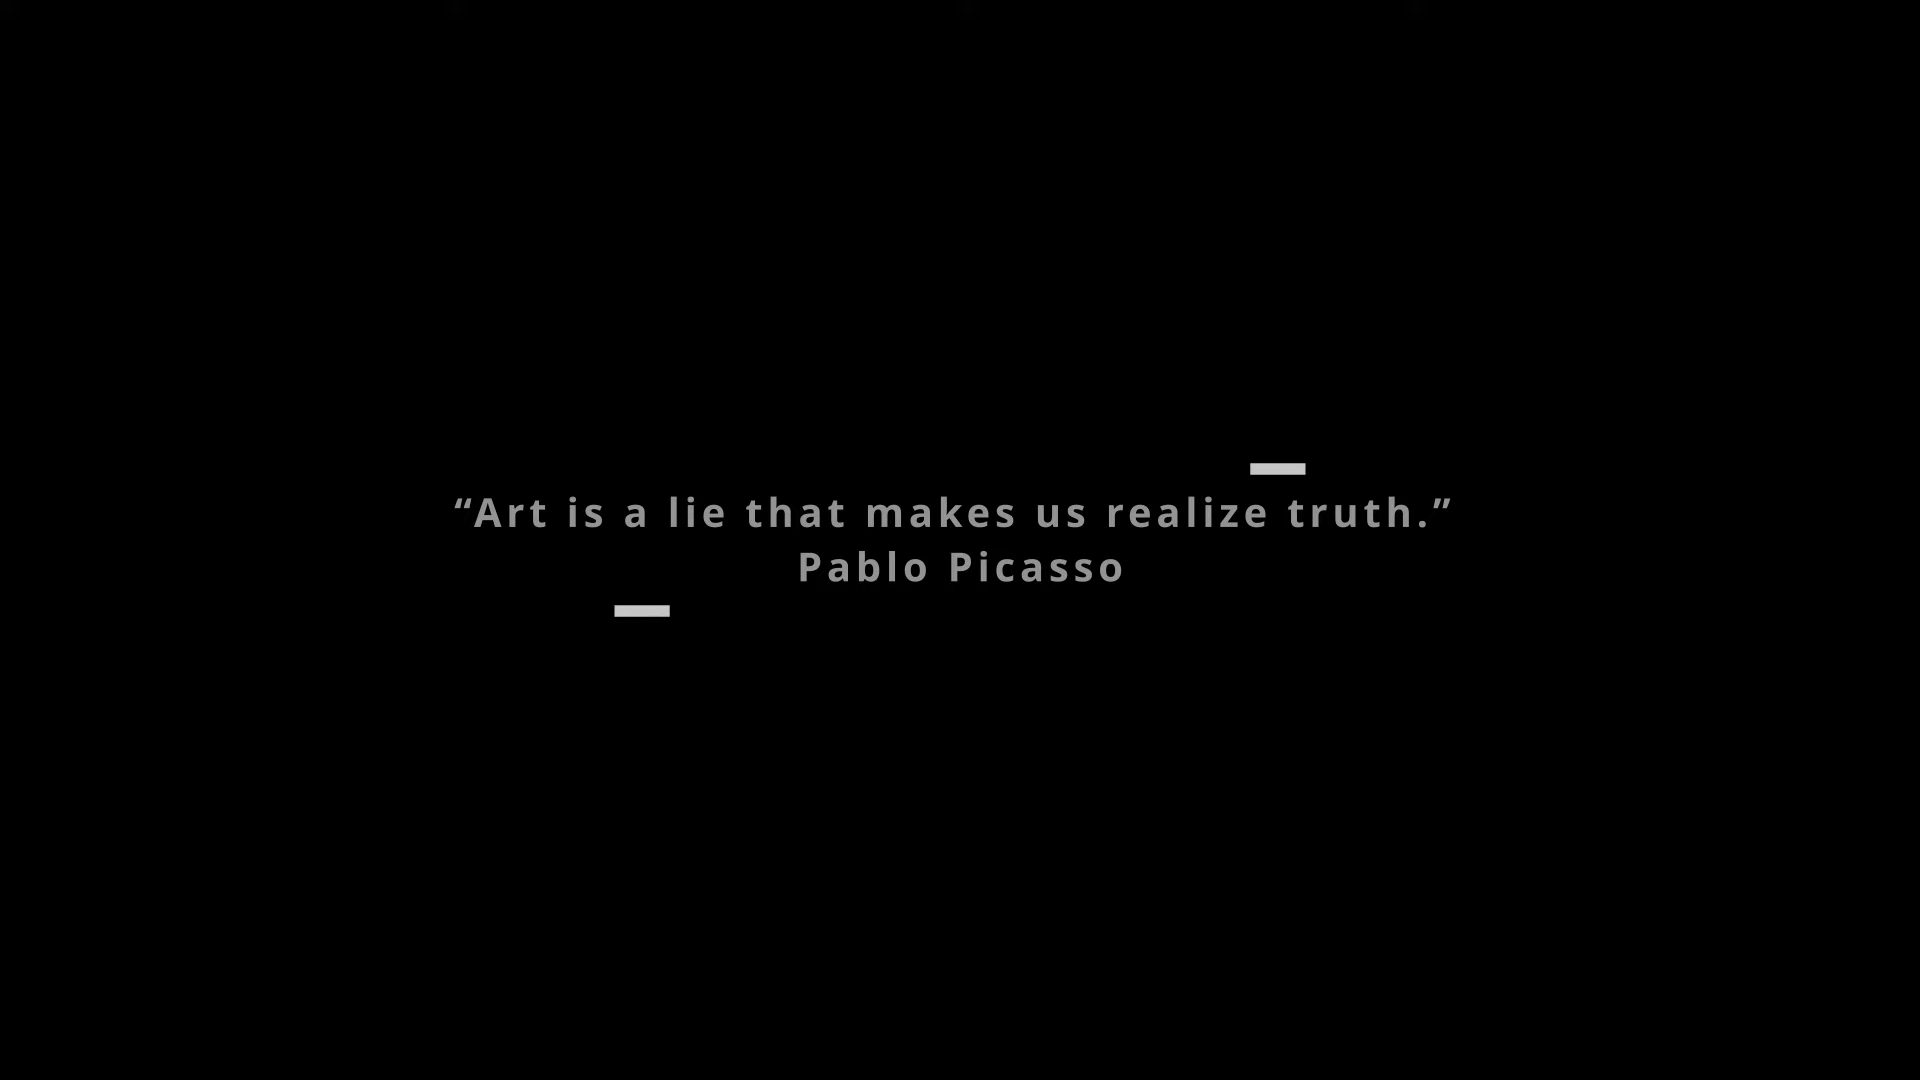 “Art is a lie that makes us realize truth.”
Pablo Picasso